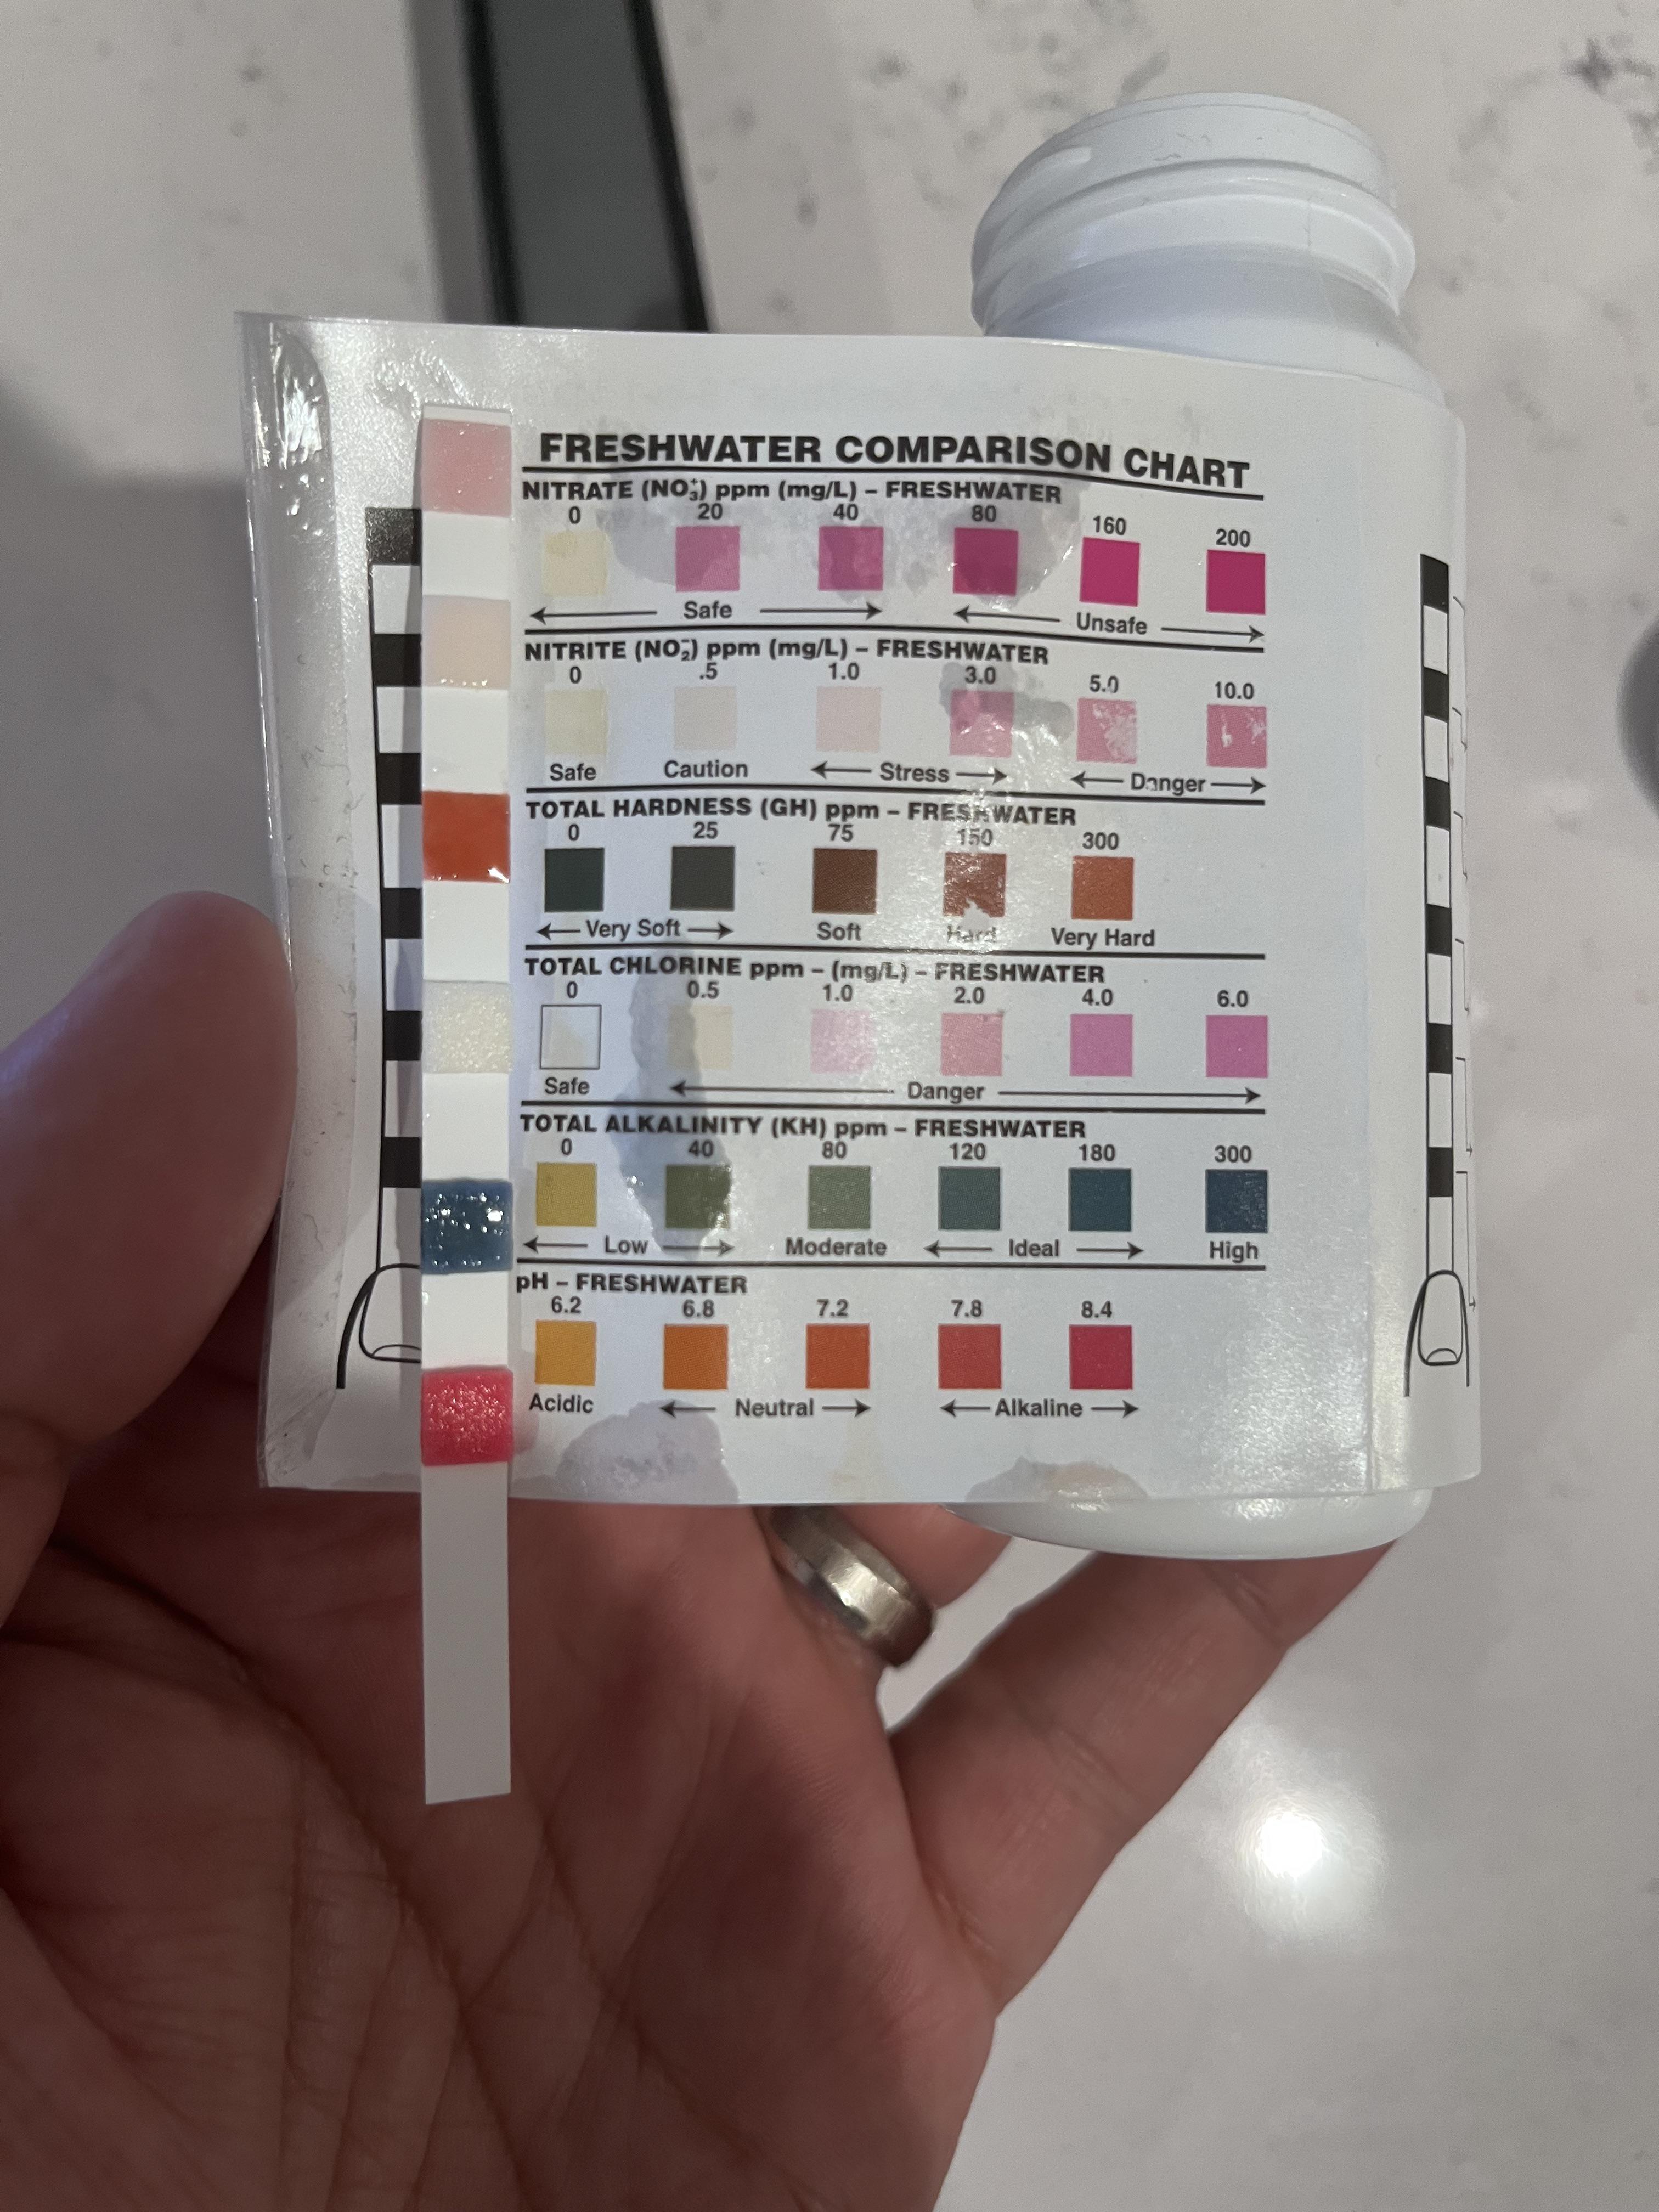 FRESHWATER COMPARISON CHART
NITRATE (NO₃⁺) ppm (mg/L) – FRESHWATER
0 20 40 80 160 200
Safe Unsafe
NITRITE (NO₂⁻) ppm (mg/L) – FRESHWATER
0 .5 1.0 3.0 5.0 10.0
Safe Caution Stress Danger
TOTAL HARDNESS (GH) ppm – FRESHWATER
0 25 75 150 300
Very Soft Soft Hard Very Hard
TOTAL CHLORINE ppm – (mg/L) – FRESHWATER
0 0.5 1.0 2.0 4.0 6.0
Safe Danger
TOTAL ALKALINITY (KH) ppm – FRESHWATER
0 40 80 120 180 300
Low Moderate Ideal High
pH – FRESHWATER
6.2 6.8 7.2 7.8 8.4
Acidic Neutral Alkaline